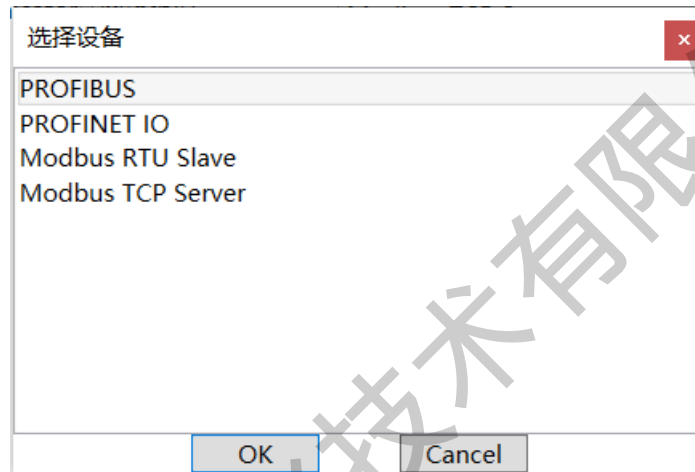 选择设备
×
PROFIBUS
PROFINET IO
Modbus RTU Slave
Modbus TCP Server
OK
Cancel
技术有限